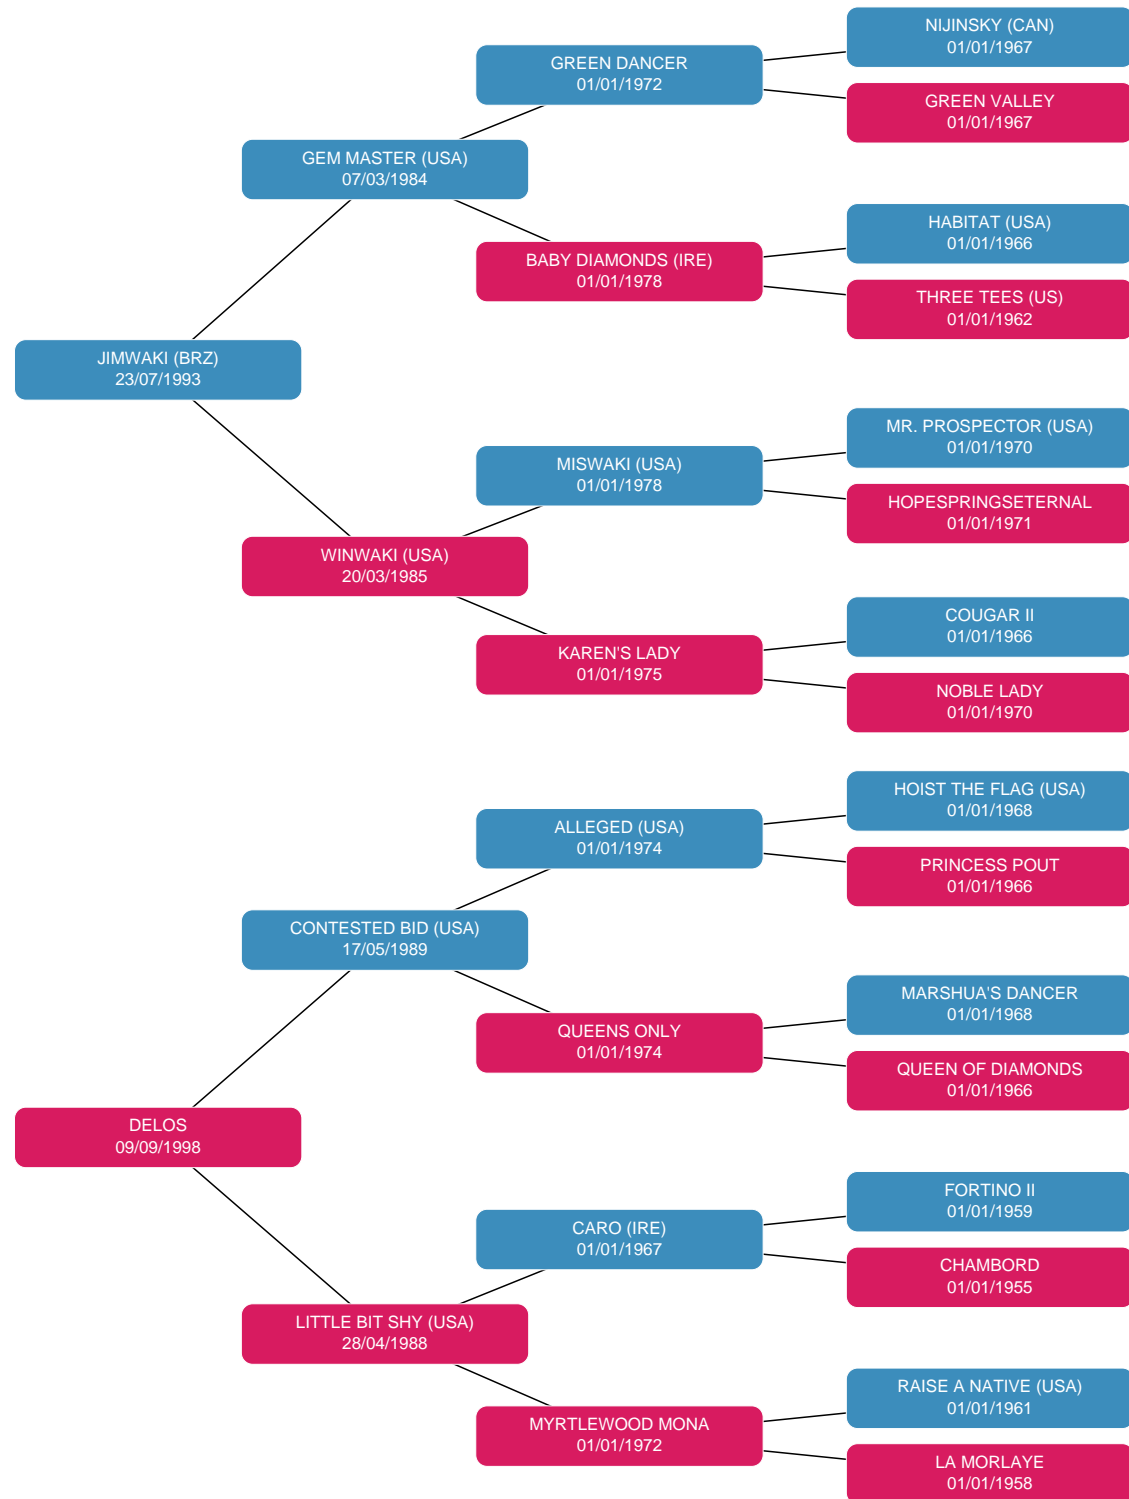 NIJINSKY (CAN)
01/01/1967
GREEN DANCER
01/01/1972
GREEN VALLEY
01/01/1967
GEM MASTER (USA)
07/03/1984
HABITAT (USA)
01/01/1966
BABY DIAMONDS (IRE)
01/01/1978
THREE TEES (US)
01/01/1962
JIMWAKI (BRZ)
23/07/1993
MR. PROSPECTOR (USA)
01/01/1970
MISWAKI (USA)
01/01/1978
HOPESPRINGSETERNAL
01/01/1971
WINWAKI (USA)
20/03/1985
COUGAR II
01/01/1966
KAREN'S LADY
01/01/1975
NOBLE LADY
01/01/1970
HOIST THE FLAG (USA)
01/01/1968
ALLEGED (USA)
01/01/1974
PRINCESS POUT
01/01/1966
CONTESTED BID (USA)
17/05/1989
MARSHUA'S DANCER
01/01/1968
QUEENS ONLY
01/01/1974
QUEEN OF DIAMONDS
01/01/1966
DELOS
09/09/1998
FORTINO II
01/01/1959
CARO (IRE)
01/01/1967
CHAMBORD
01/01/1955
LITTLE BIT SHY (USA)
28/04/1988
RAISE A NATIVE (USA)
01/01/1961
MYRTLEWOOD MONA
01/01/1972
LA MORLAYE
01/01/1958